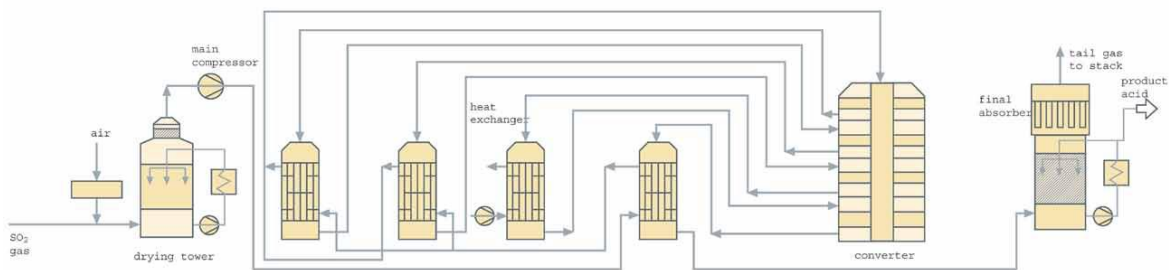 main
compressor
air
SO₂
gas
drying tower
heat
exchanger
converter
final
absorber
tail gas
to stack
product
acid